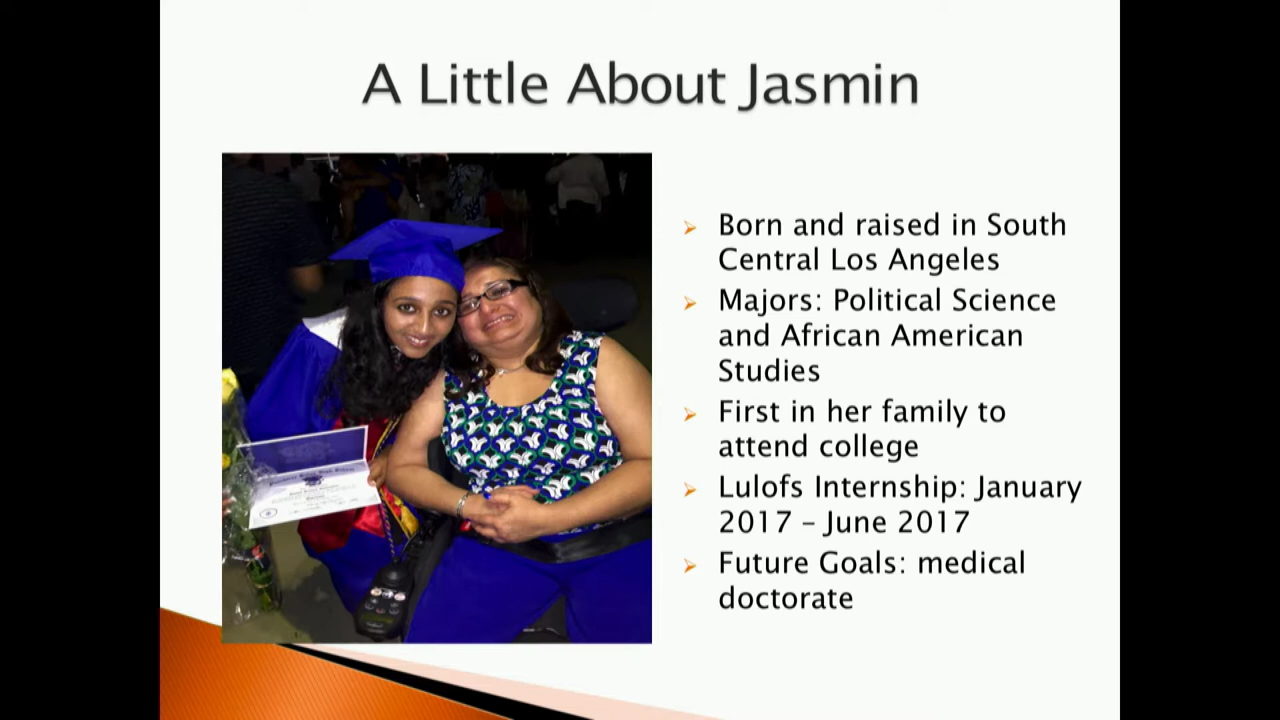 A Little About Jasmin
Born and raised in South
Central Los Angeles
Majors: Political Science
and African American
Studies
First in her family to
attend college
Lulofs Internship: January
2017 – June 2017
Future Goals: medical
doctorate